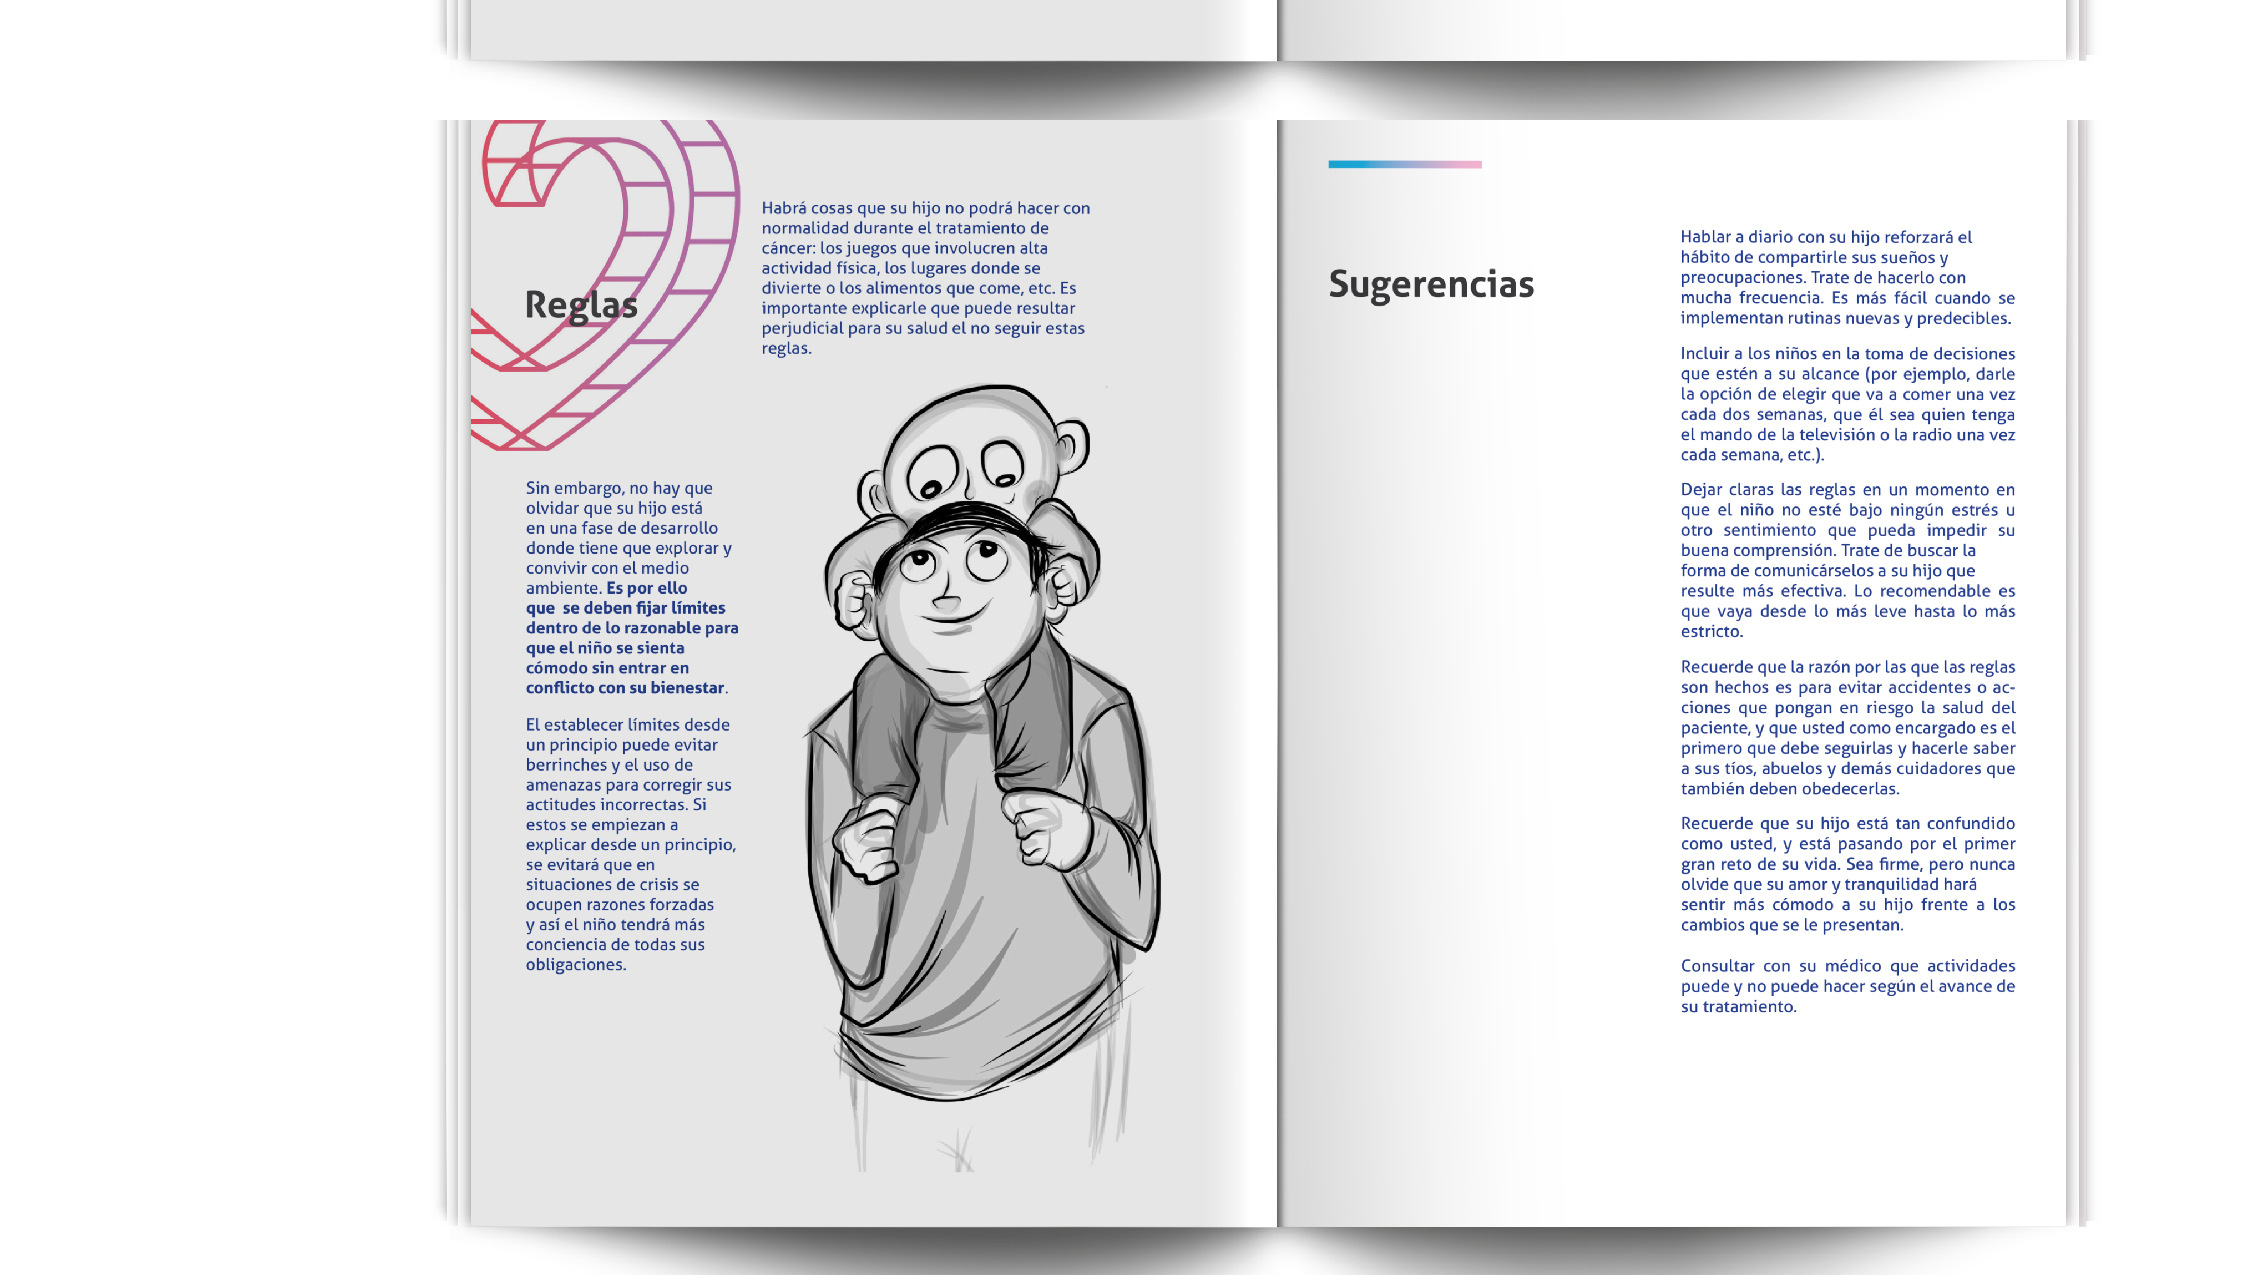 Reglas
Habrá cosas que su hijo no podrá hacer con
normalidad durante el tratamiento de
cáncer: los juegos que involucren alta
actividad física, los lugares donde se
divierte o los alimentos que come, etc. Es
importante explicarle que puede resultar
perjudicial para su salud el no seguir estas
reglas.
Sin embargo, no hay que
olvidar que su hijo está
en una fase de desarrollo
donde tiene que explorar y
convivir con el medio
ambiente. Es por ello
que se deben fijar límites
dentro de lo razonable para
que el niño se sienta
cómodo sin entrar en
conflicto con su bienestar.
El establecer límites desde
un principio puede evitar
berrinches y el uso de
amenazas para corregir sus
actitudes incorrectas. Si
estos se empiezan a
explicar desde un principio,
se evitará que en
situaciones de crisis se
ocupen razones forzadas
y así el niño tendrá más
conciencia de todas sus
obligaciones.
Sugerencias
Hablar a diario con su hijo reforzará el
hábito de compartirle sus sueños y
preocupaciones. Trate de hacerlo con
mucha frecuencia. Es más fácil cuando se
implementan rutinas nuevas y predecibles.
Incluir a los niños en la toma de decisiones
que estén a su alcance (por ejemplo, darle
la opción de elegir que va a comer una vez
cada dos semanas, que él sea quien tenga
el mando de la televisión o la radio una vez
cada semana, etc.).
Dejar claras las reglas en un momento en
que el niño no esté bajo ningún estrés u
otro sentimiento que pueda impedir su
buena comprensión. Trate de buscar la
forma de comunicárselos a su hijo que
resulte más efectiva. Lo recomendable es
que vaya desde lo más leve hasta lo más
estricto.
Recuerde que la razón por las que las reglas
son hechos es para evitar accidentes o ac-
ciones que pongan en riesgo la salud del
paciente, y que usted como encargado es el
primero que debe seguirlas y hacerle saber
a sus tíos, abuelos y demás cuidadores que
también deben obedecerlas.
Recuerde que su hijo está tan confundido
como usted, y está pasando por el primer
gran reto de su vida. Sea firme, pero nunca
olvide que su amor y tranquilidad hará
sentir más cómodo a su hijo frente a los
cambios que se le presentan.
Consultar con su médico que actividades
puede y no puede hacer según el avance de
su tratamiento.